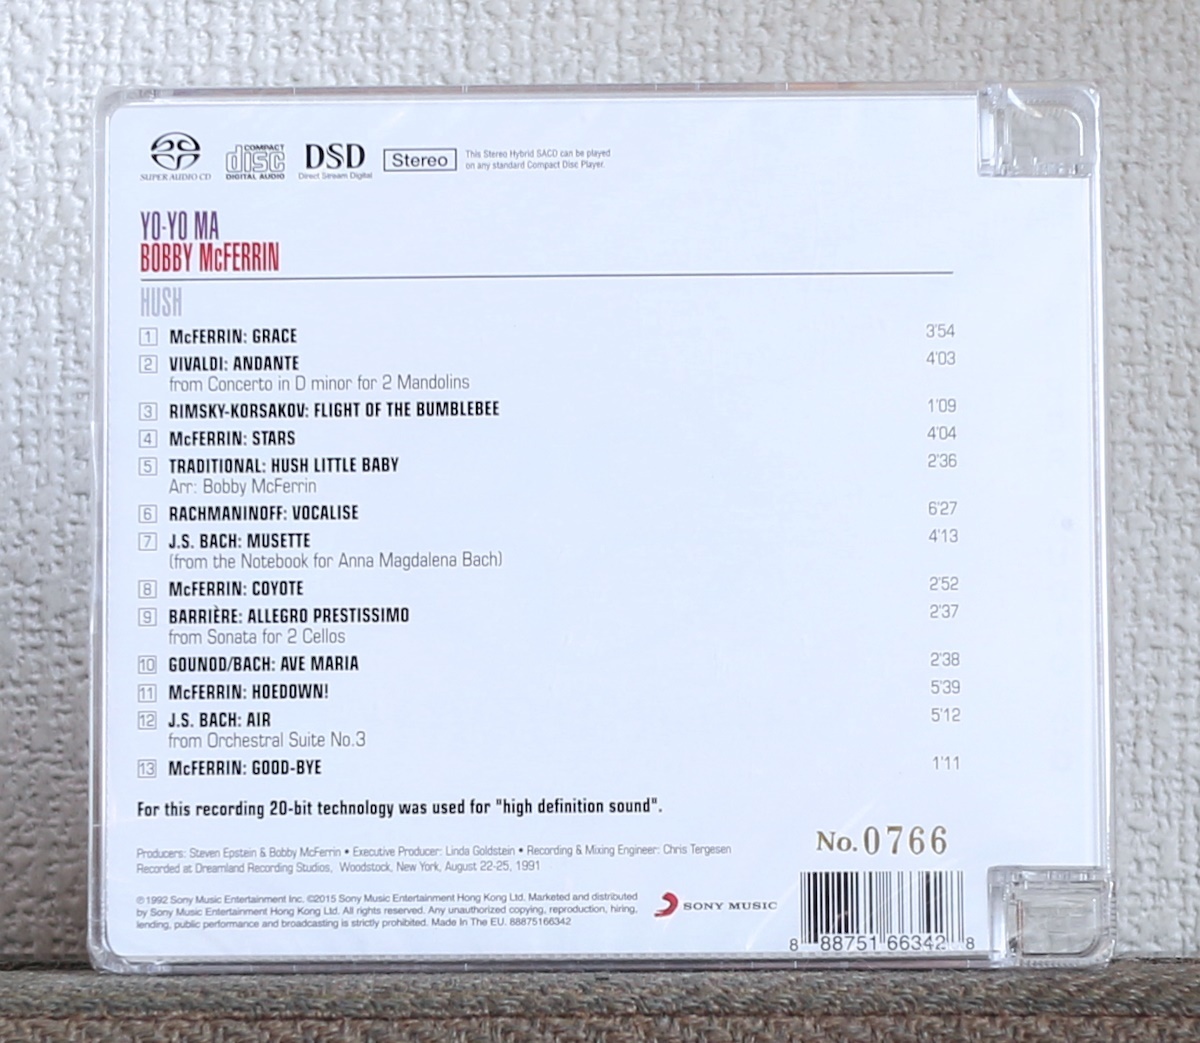 SUPER AUDIO CD
COMPACT
disc
DIGITAL AUDIO
DSD
Direct Stream Digital
Stereo
This Stereo Hybrid SACD can be played
on any standard Compact Disc Player.
YO-YO MA
BOBBY McFERRIN
HUSH
1 McFERRIN: GRACE 3'54
2 VIVALDI: ANDANTE 4'03
from Concerto in D minor for 2 Mandolins
3 RIMSKY-KORSAKOV: FLIGHT OF THE BUMBLEBEE 1'09
4 McFERRIN: STARS 4'04
5 TRADITIONAL: HUSH LITTLE BABY 2'36
Arr: Bobby McFerrin
6 RACHMANINOFF: VOCALISE 6'27
7 J.S. BACH: MUSETTE 4'13
(from the Notebook for Anna Magdalena Bach)
8 McFERRIN: COYOTE 2'52
9 BARRIÈRE: ALLEGRO PRESTISSIMO 2'37
from Sonata for 2 Cellos
10 GOUNOD/BACH: AVE MARIA 2'38
11 McFERRIN: HOEDOWN! 5'39
12 J.S. BACH: AIR 5'12
from Orchestral Suite No.3
13 McFERRIN: GOOD-BYE 1'11
For this recording 20-bit technology was used for "high definition sound".
No. 0766
Producers: Steven Epstein & Bobby McFerrin • Executive Producer: Linda Goldstein • Recording & Mixing Engineer: Chris Tergesen
Recorded at Dreamland Recording Studios, Woodstock, New York, August 22-25, 1991
℗1992 Sony Music Entertainment Inc. ©2015 Sony Music Entertainment Hong Kong Ltd. Marketed and distributed
by Sony Music Entertainment Hong Kong Ltd. All rights reserved. Any unauthorized copying, reproduction, hiring,
lending, public performance and broadcasting is strictly prohibited. Made In The EU. 88875166342
SONY MUSIC
8 88751 66342 8